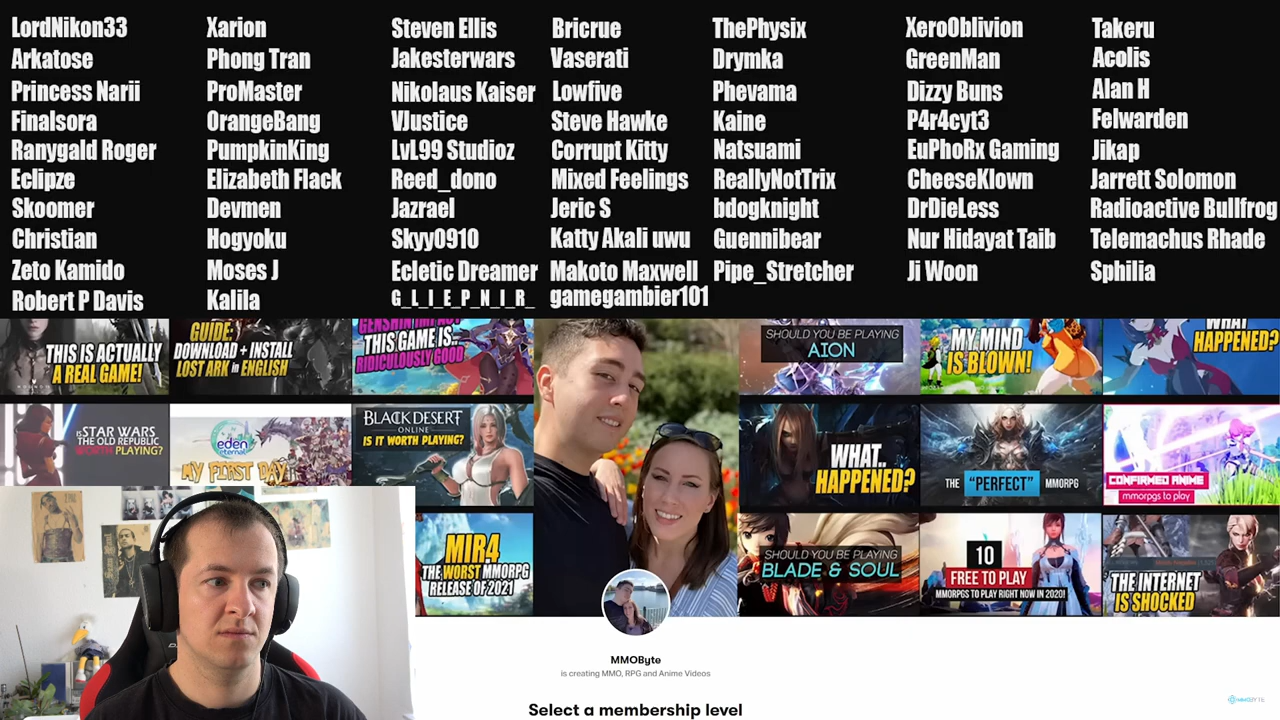 LordNikon33
Arkatose
Princess Narii
Finalsora
Ranygald Roger
Eclipze
Skoomer
Christian
Zeto Kamido
Robert P Davis
Xarion
Phong Tran
ProMaster
OrangeBang
PumpkinKing
Elizabeth Flack
Devmen
Hogyoku
Moses J
Kalila
Steven Ellis
Jakesterwars
Nikolaus Kaiser
VJustice
LvL99 Studioz
Reed_dono
Jazrael
Skyy0910
Ecletic Dreamer
G_L_I_E_P_N_I_R_
Bricrue
Vaserati
Lowfive
Steve Hawke
Corrupt Kitty
Mixed Feelings
Jeric S
Katty Akali uwu
Makoto Maxwell
gamegambier101
ThePhysix
Drymka
Phevama
Kaine
Natsuami
ReallyNotTrix
bdogknight
Guennibear
Pipe_Stretcher
XeroOblivion
GreenMan
Dizzy Buns
P4r4cyt3
EuPhoRx Gaming
CheeseKlown
DrDieLess
Nur Hidayat Taib
Ji Woon
Takeru
Acolis
Alan H
Felwarden
Jikap
Jarrett Solomon
Radioactive Bullfrog
Telemachus Rhade
Sphilia
THIS IS ACTUALLY
A REAL GAME!
GUIDE:
DOWNLOAD + INSTALL
LOST ARK in ENGLISH
GENSHIN IMPACT
THIS GAME IS..
RIDICULOUSLY GOOD
SHOULD YOU BE PLAYING
AION
MY MIND
IS BLOWN!
WHAT
HAPPENED?
IS STAR WARS
THE OLD REPUBLIC
WORTH PLAYING?
eden
eternal
MY FIRST DAY
BLACK DESERT
ONLINE
IS IT WORTH PLAYING?
WHAT..
HAPPENED?
THE "PERFECT" MMORPG
CONFIRMED ANIME
mmorpgs to play
MIR4
THE WORST MMORPG
RELEASE OF 2021
SHOULD YOU BE PLAYING
BLADE & SOUL
10
FREE TO PLAY
MMORPGS TO PLAY RIGHT NOW IN 2020!
THE INTERNET
IS SHOCKED
MMOByte
is creating MMO, RPG and Anime Videos
Select a membership level
MMOBYTE